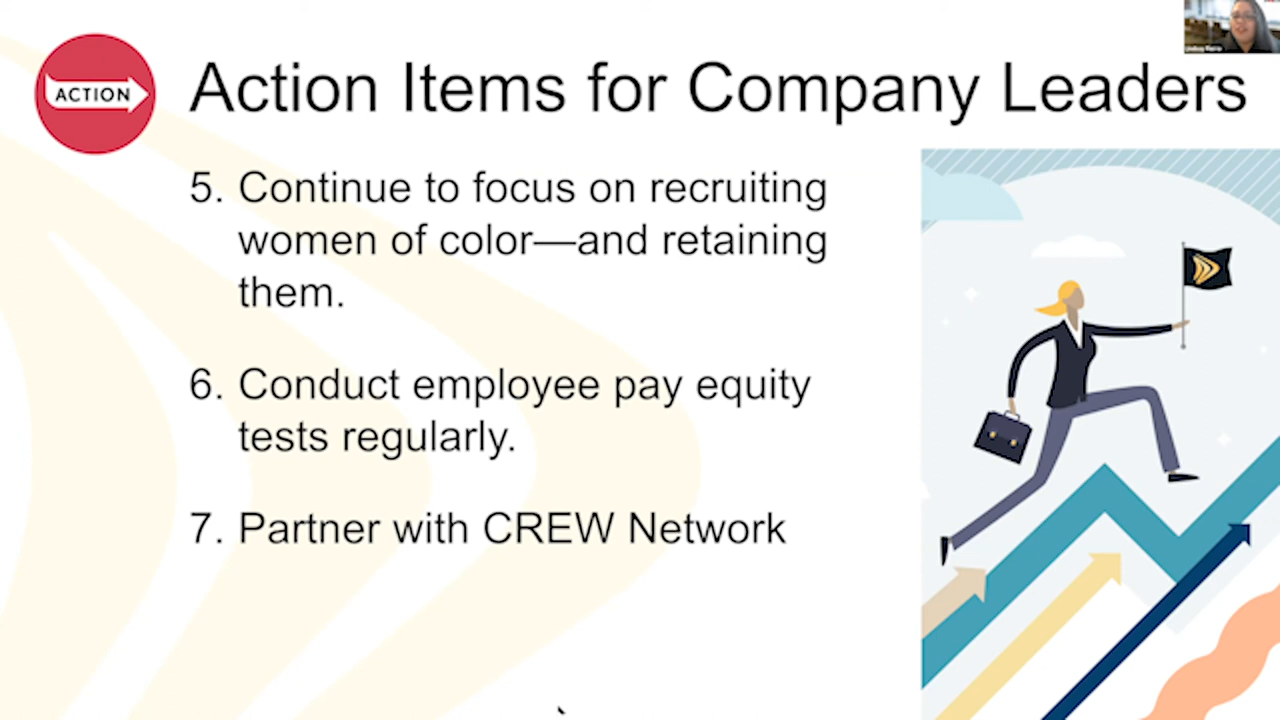 ACTION
Action Items for Company Leaders
5. Continue to focus on recruiting
women of color—and retaining
them.
6. Conduct employee pay equity
tests regularly.
7. Partner with CREW Network